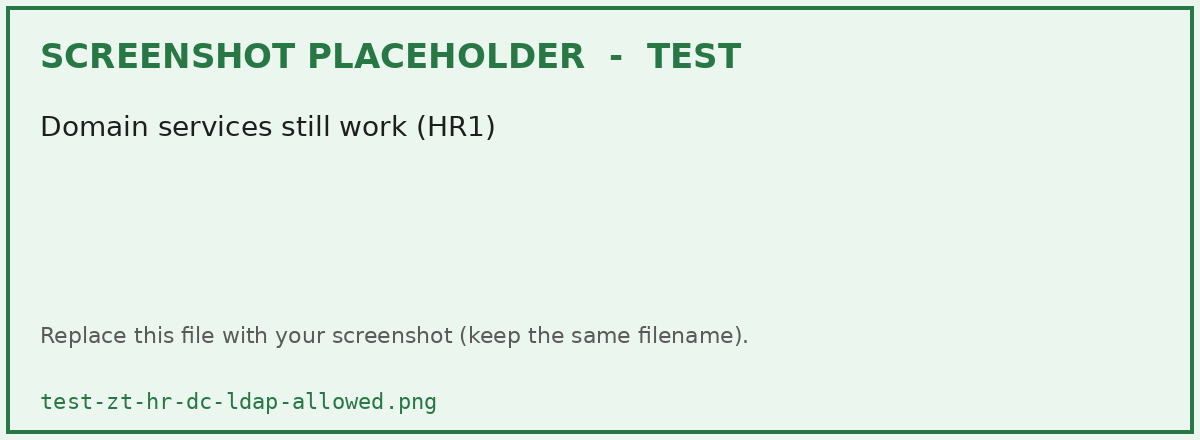 SCREENSHOT PLACEHOLDER - TEST
Domain services still work (HR1)
Replace this file with your screenshot (keep the same filename).
test-zt-hr-dc-ldap-allowed.png